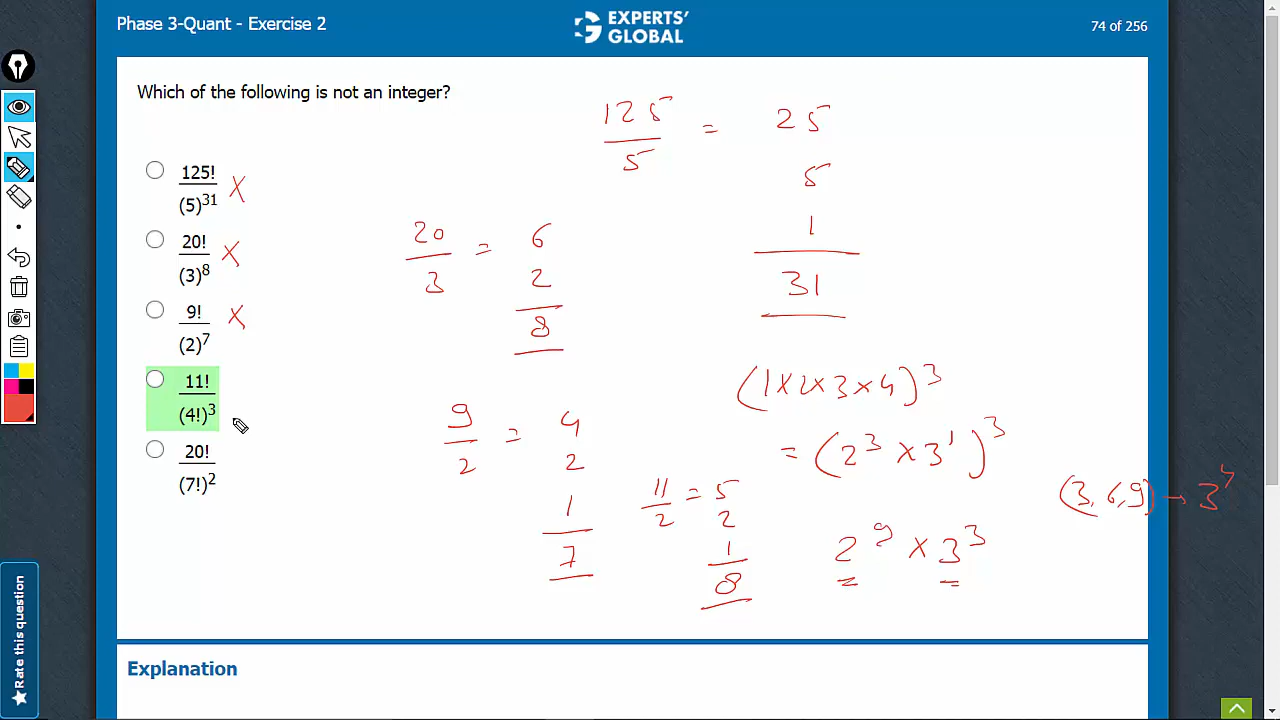 Phase 3-Quant - Exercise 2
EXPERTS' GLOBAL
74 of 256
Which of the following is not an integer?
125!/(5)^31 X
20!/(3)^8 X
9!/(2)^7 X
11!/(4!)^3
20!/(7!)^2
125/5 = 25
5
1
31
20/3 = 6
2
8
9/2 = 4
2
1
7
11/2 = 5
2
1
8
(1×2×3×4)^3
= (2^3 × 3^1)^3
2^9 × 3^3
(3, 6, 9) → 3^4
Rate this question
Explanation